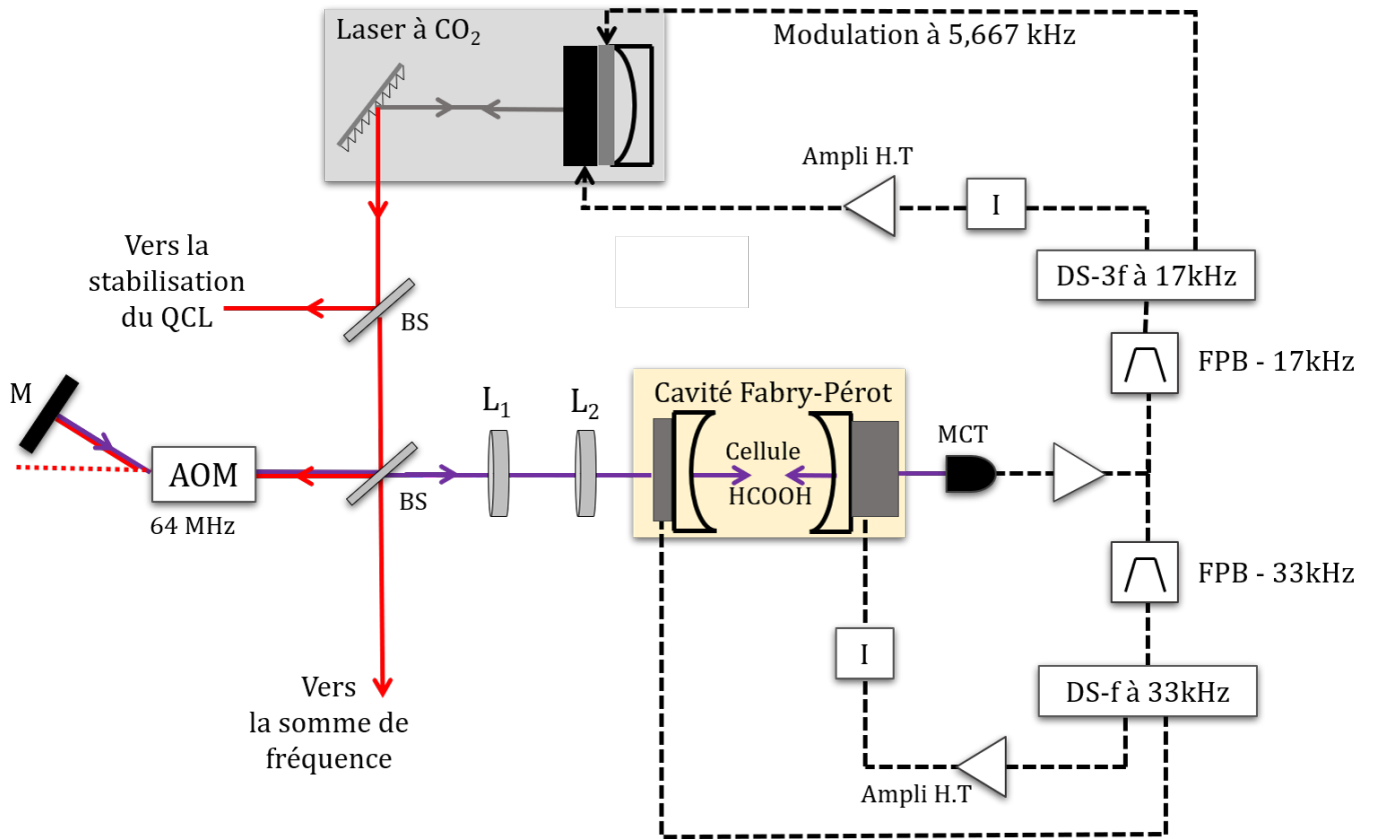 Laser à CO₂
Modulation à 5,667 kHz
Ampli H.T
I
DS-3f à 17kHz
Vers la
stabilisation
du QCL
BS
FPB - 17kHz
M
L₁
L₂
Cavité Fabry-Pérot
Cellule
HCOOH
MCT
AOM
64 MHz
BS
FPB - 33kHz
I
DS-f à 33kHz
Vers
la somme de
fréquence
Ampli H.T